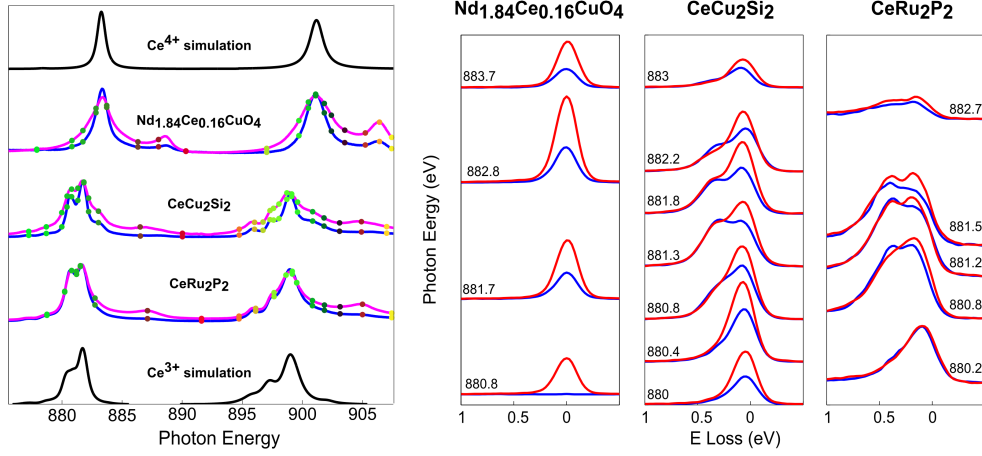 Ce4+ simulation
Nd1.84Ce0.16CuO4
CeCu2Si2
CeRu2P2
Ce3+ simulation
880 885 890 895 900 905
Photon Energy
Nd1.84Ce0.16CuO4 CeCu2Si2 CeRu2P2
Photon Energy (eV)
883.7
882.8
881.7
880.8
1 0.5 0
883
882.2
881.8
881.3
880.8
880.4
880
1 0.5 0
E Loss (eV)
882.7
881.5
881.2
880.8
880.2
1 0.5 0